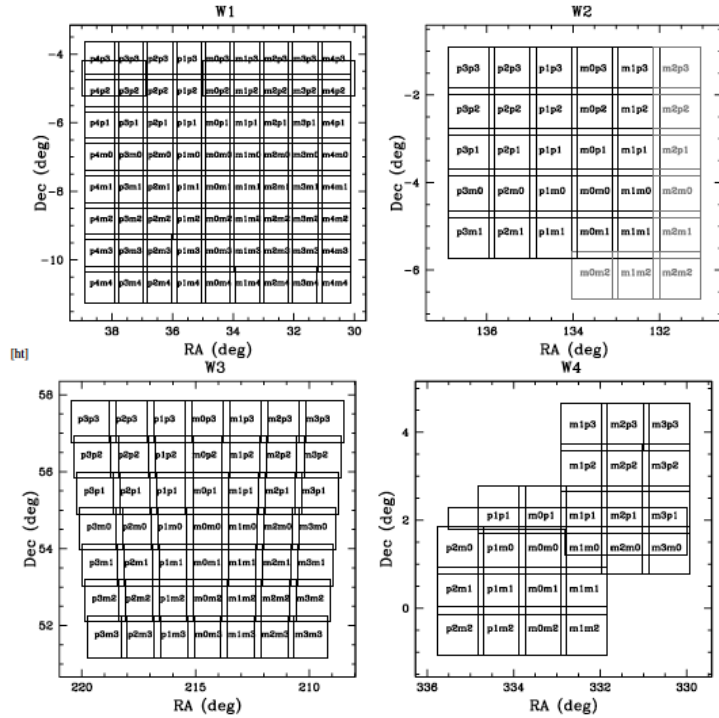 W1
-4
-6
-8
-10
Dec (deg)
p4p3 p3p3 p2p3 p1p3 m0p3 m1p3 m2p3 m3p3 m4p3
p4p2 p3p2 p2p2 p1p2 m0p2 m1p2 m2p2 m3p2 m4p2
p4p1 p3p1 p2p1 p1p1 m0p1 m1p1 m2p1 m3p1 m4p1
p4m0 p3m0 p2m0 p1m0 m0m0 m1m0 m2m0 m3m0 m4m0
p4m1 p3m1 p2m1 p1m1 m0m1 m1m1 m2m1 m3m1 m4m1
p4m2 p3m2 p2m2 p1m2 m0m2 m1m2 m2m2 m3m2 m4m2
p4m3 p3m3 p2m3 p1m3 m0m3 m1m3 m2m3 m3m3 m4m3
p4m4 p3m4 p2m4 p1m4 m0m4 m1m4 m2m4 m3m4 m4m4
38 36 34 32 30
RA (deg)
W2
-2
-4
-6
Dec (deg)
p3p3 p2p3 p1p3 m0p3 m1p3 m2p3
p3p2 p2p2 p1p2 m0p2 m1p2 m2p2
p3p1 p2p1 p1p1 m0p1 m1p1 m2p1
p3m0 p2m0 p1m0 m0m0 m1m0 m2m0
p3m1 p2m1 p1m1 m0m1 m1m1 m2m1
m0m2 m1m2 m2m2
136 134 132
RA (deg)
[ht]
W3
58
56
54
52
Dec (deg)
p3p3 p2p3 p1p3 m0p3 m1p3 m2p3 m3p3
p3p2 p2p2 p1p2 m0p2 m1p2 m2p2 m3p2
p3p1 p2p1 p1p1 m0p1 m1p1 m2p1 m3p1
p3m0 p2m0 p1m0 m0m0 m1m0 m2m0 m3m0
p3m1 p2m1 p1m1 m0m1 m1m1 m2m1 m3m1
p3m2 p2m2 p1m2 m0m2 m1m2 m2m2 m3m2
p3m3 p2m3 p1m3 m0m3 m1m3 m2m3 m3m3
220 215 210
RA (deg)
W4
4
2
0
Dec (deg)
m1p3 m2p3 m3p3
m1p2 m2p2 m3p2
p1p1 m0p1 m1p1 m2p1 m3p1
p2m0 p1m0 m0m0 m1m0 m2m0 m3m0
p2m1 p1m1 m0m1 m1m1
p2m2 p1m2 m0m2 m1m2
336 334 332 330
RA (deg)